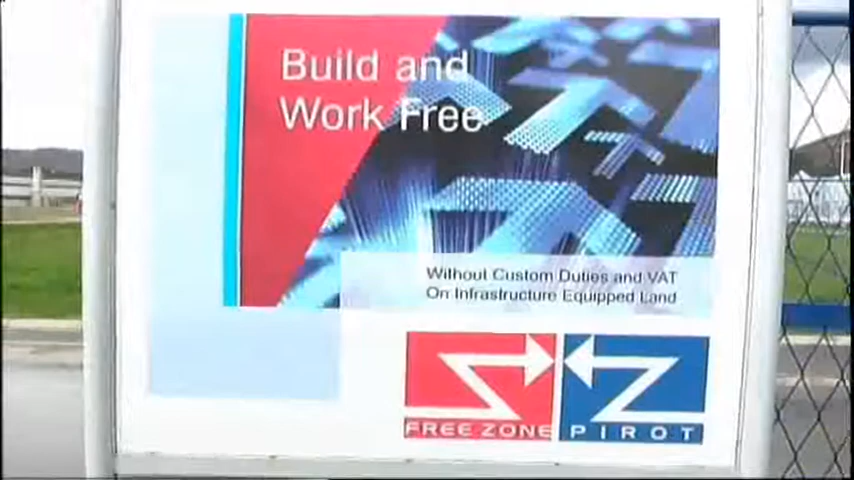 Build and
Work Free
Without Custom Duties and VAT
On Infrastructure Equipped Land
FREE ZONE PIROT